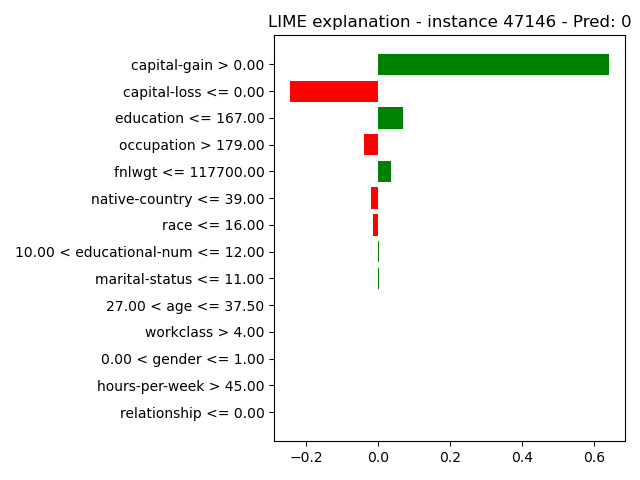 LIME explanation - instance 47146 - Pred: 0
capital-gain > 0.00
capital-loss <= 0.00
education <= 167.00
occupation > 179.00
fnlwgt <= 117700.00
native-country <= 39.00
race <= 16.00
10.00 < educational-num <= 12.00
marital-status <= 11.00
27.00 < age <= 37.50
workclass > 4.00
0.00 < gender <= 1.00
hours-per-week > 45.00
relationship <= 0.00
−0.2 0.0 0.2 0.4 0.6